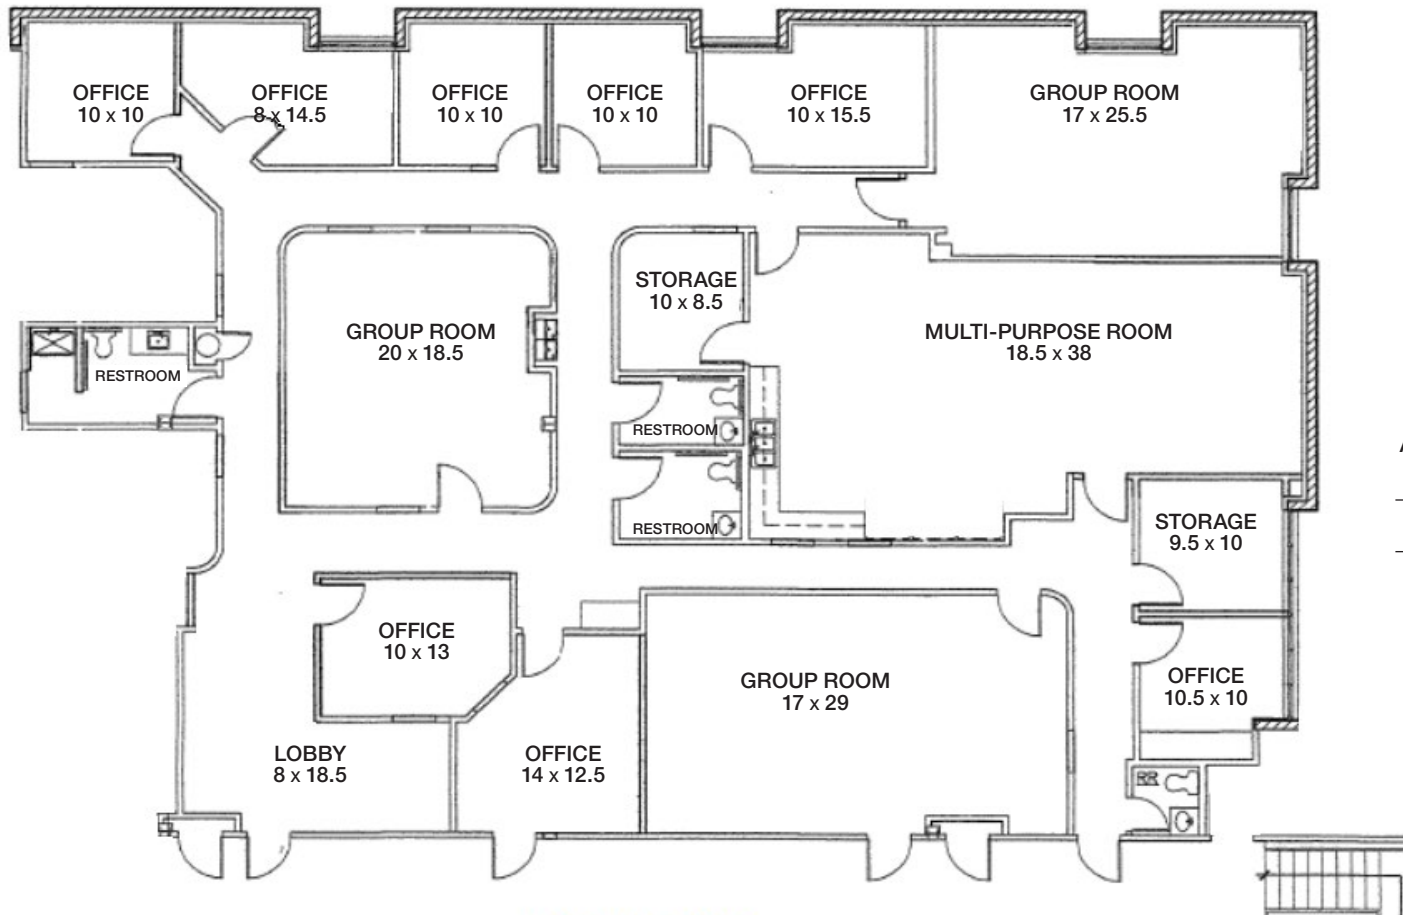 OFFICE
10 x 10
OFFICE
8 x 14.5
OFFICE
10 x 10
OFFICE
10 x 10
OFFICE
10 x 15.5
GROUP ROOM
17 x 25.5
STORAGE
10 x 8.5
GROUP ROOM
20 x 18.5
MULTI-PURPOSE ROOM
18.5 x 38
RESTROOM
RESTROOM
RESTROOM
STORAGE
9.5 x 10
OFFICE
10 x 13
GROUP ROOM
17 x 29
OFFICE
10.5 x 10
LOBBY
8 x 18.5
OFFICE
14 x 12.5
RR